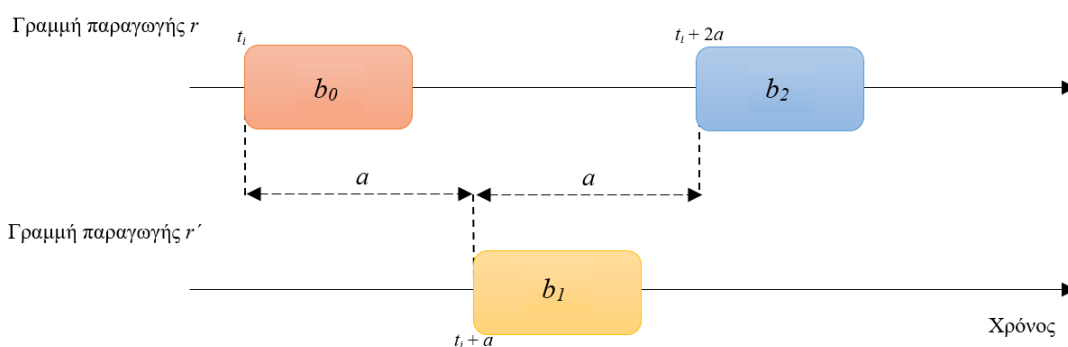 Γραμμή παραγωγής r
t_i
t_i + 2a
b_0
b_2
a
a
Γραμμή παραγωγής r΄
b_1
t_i + a
Χρόνος